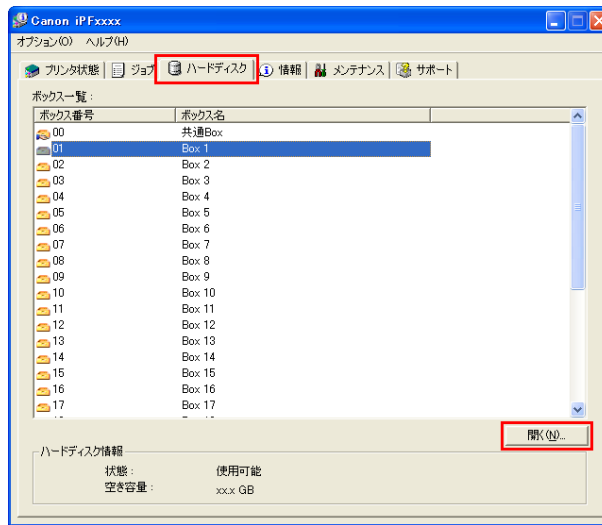 Canon iPFxxxx
オプション(O) ヘルプ(H)
プリンタ状態 ジョブ ハードディスク 情報 メンテナンス サポート
ボックス一覧 :
ボックス番号 ボックス名
00 共通Box
01 Box 1
02 Box 2
03 Box 3
04 Box 4
05 Box 5
06 Box 6
07 Box 7
08 Box 8
09 Box 9
10 Box 10
11 Box 11
12 Box 12
13 Box 13
14 Box 14
15 Box 15
16 Box 16
17 Box 17
開く(N)...
ハードディスク情報
状態 : 使用可能
空き容量 : xx.x GB